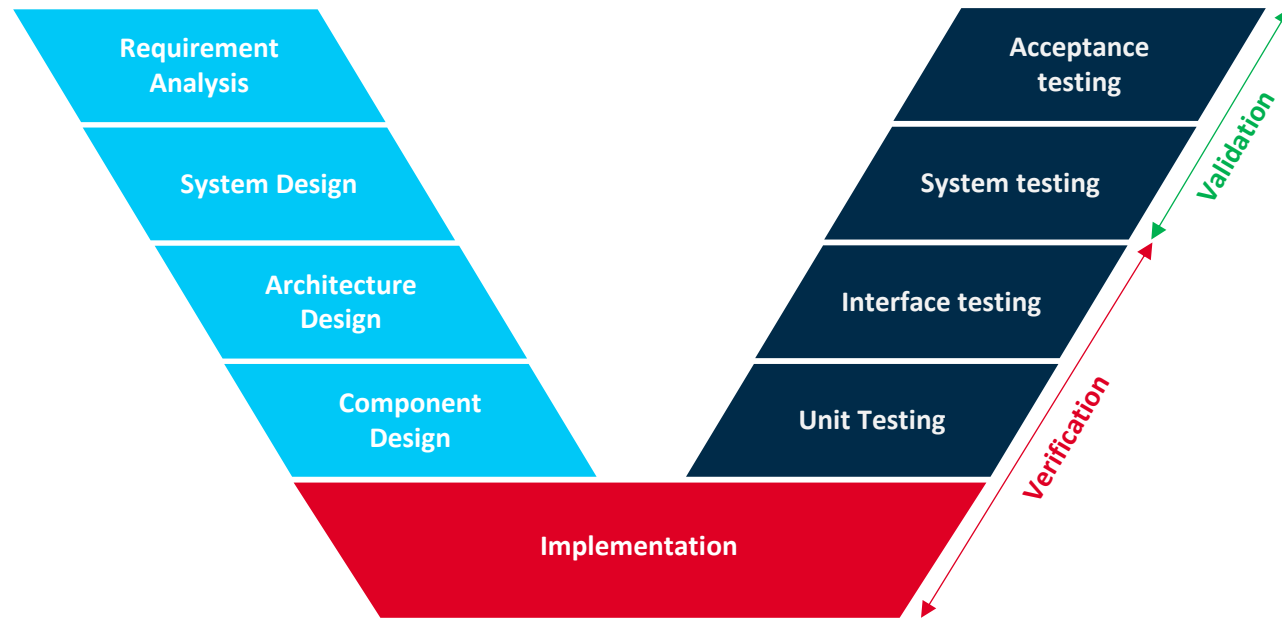 Requirement
Analysis
System Design
Architecture
Design
Component
Design
Implementation
Unit Testing
Interface testing
System testing
Acceptance
testing
Verification
Validation